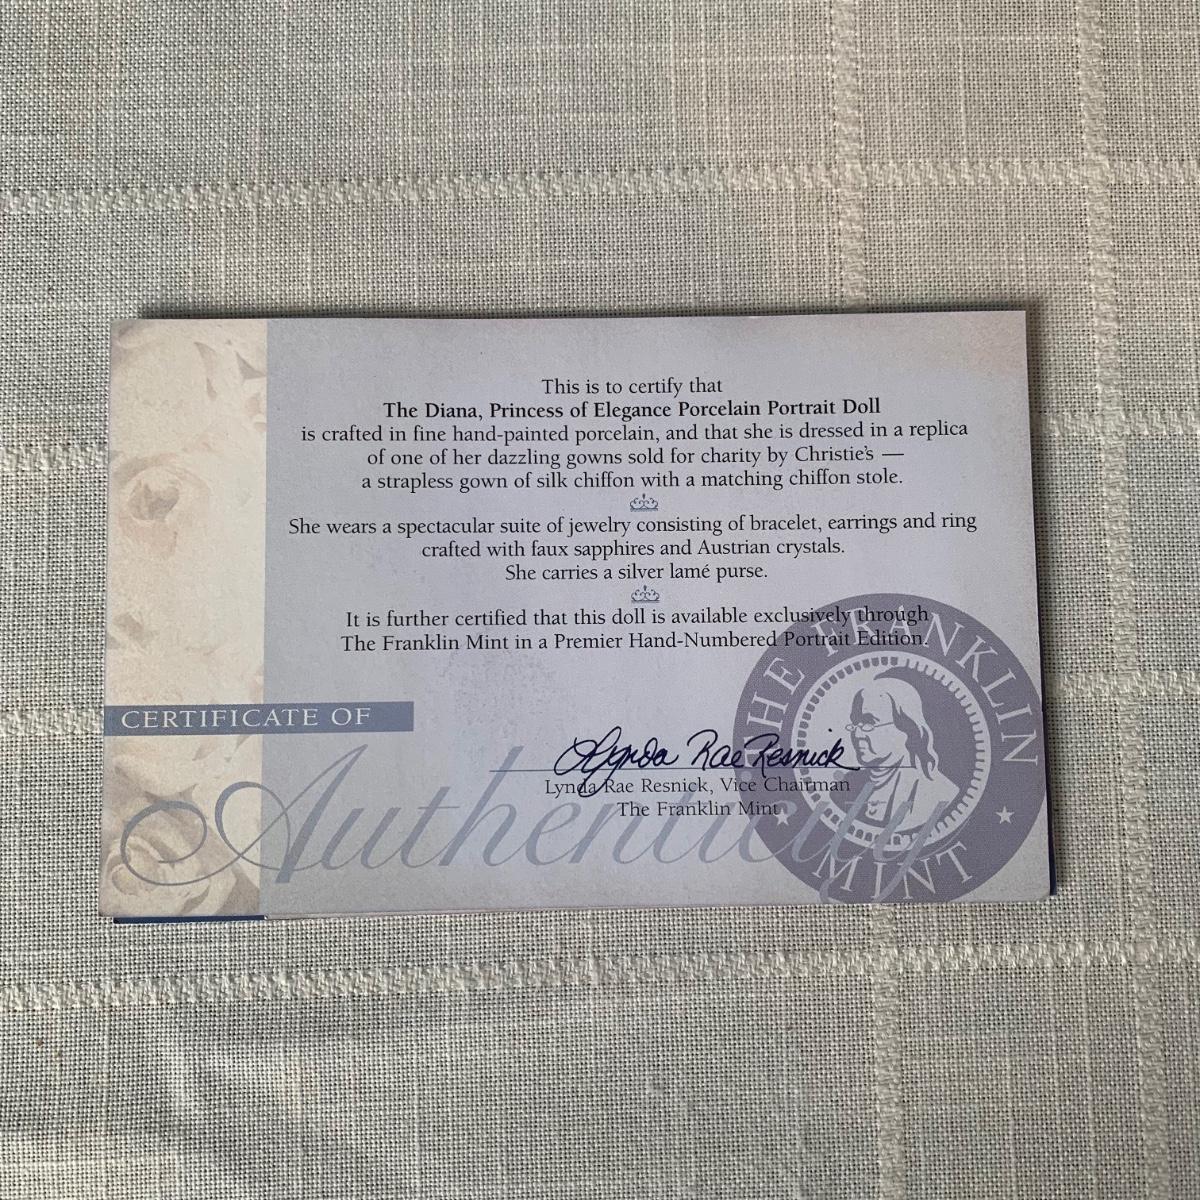 This is to certify that
The Diana, Princess of Elegance Porcelain Portrait Doll
is crafted in fine hand-painted porcelain, and that she is dressed in a replica
of one of her dazzling gowns sold for charity by Christie's —
a strapless gown of silk chiffon with a matching chiffon stole.
She wears a spectacular suite of jewelry consisting of bracelet, earrings and ring
crafted with faux sapphires and Austrian crystals.
She carries a silver lamé purse.
It is further certified that this doll is available exclusively through
The Franklin Mint in a Premier Hand-Numbered Portrait Edition.
CERTIFICATE OF
Authenticity
Lynda Rae Resnick
Lynda Rae Resnick, Vice Chairman
The Franklin Mint
THE FRANKLIN
MINT